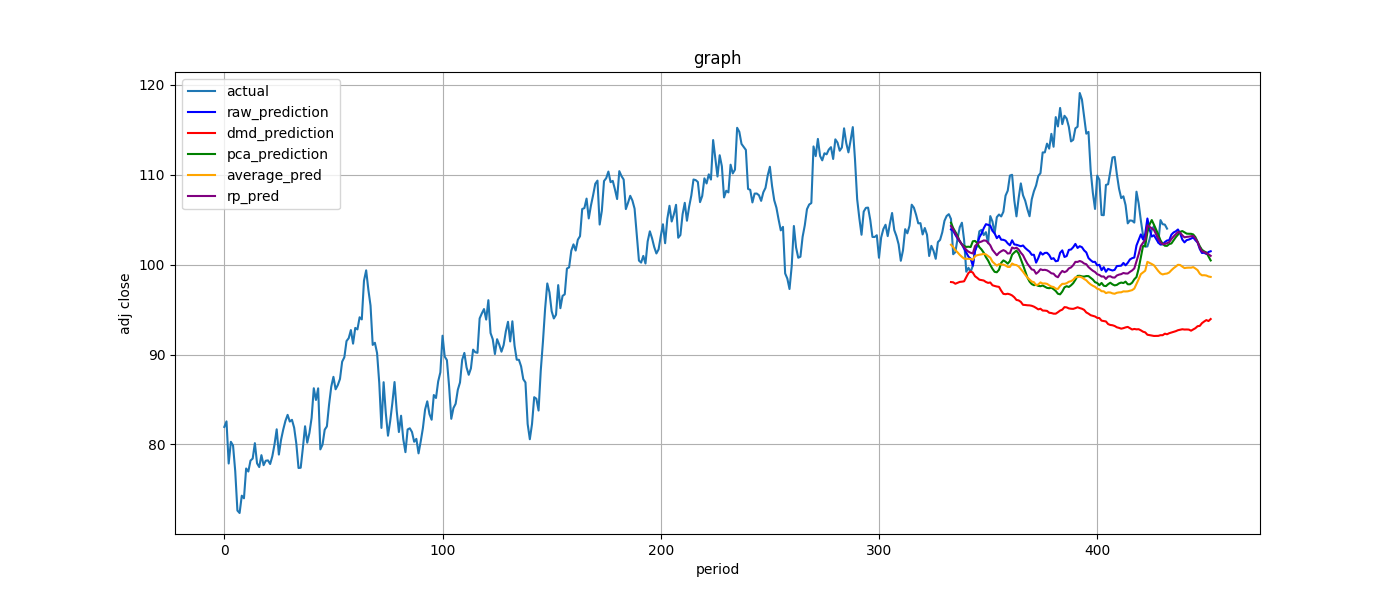 graph
actual
raw_prediction
dmd_prediction
pca_prediction
average_pred
rp_pred
adj close
120
110
100
90
80
0 100 200 300 400
period